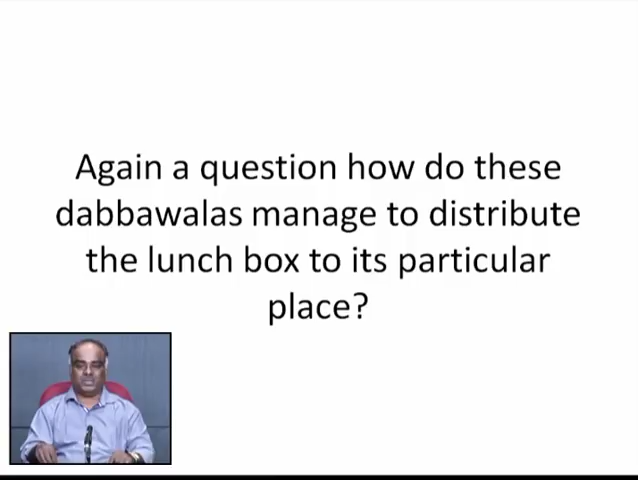 Again a question how do these
dabbawalas manage to distribute
the lunch box to its particular
place?